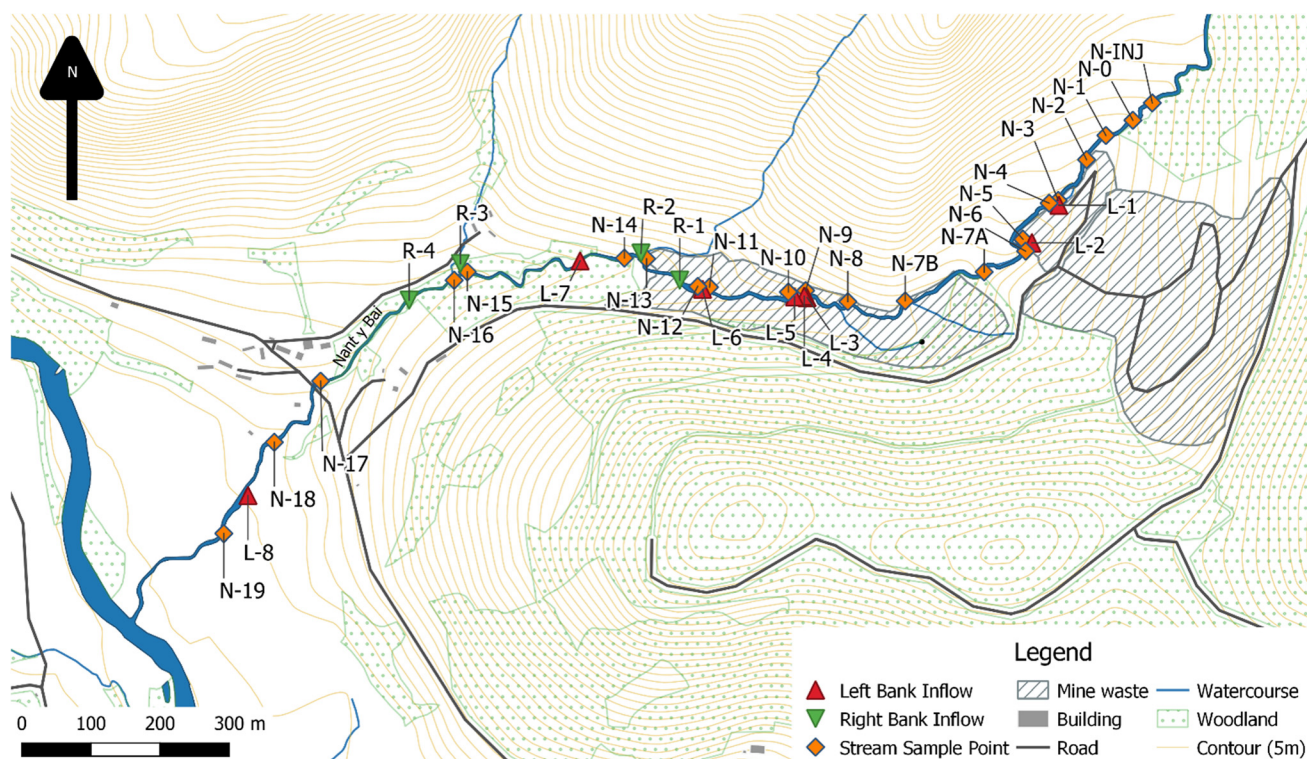 N
N-INJ
N-0
N-1
N-2
N-3
N-4
N-5
N-6
N-7A
L-1
L-2
R-3
R-2
N-14
R-1
N-11
N-9
N-10
N-8
N-7B
R-4
N-15
L-7
N-13
N-16
N-12
L-6
L-5
L-3
L-4
Nant y Bai
N-17
N-18
L-8
N-19
0 100 200 300 m
Legend
Left Bank Inflow
Mine waste
Watercourse
Right Bank Inflow
Building
Woodland
Stream Sample Point
Road
Contour (5m)